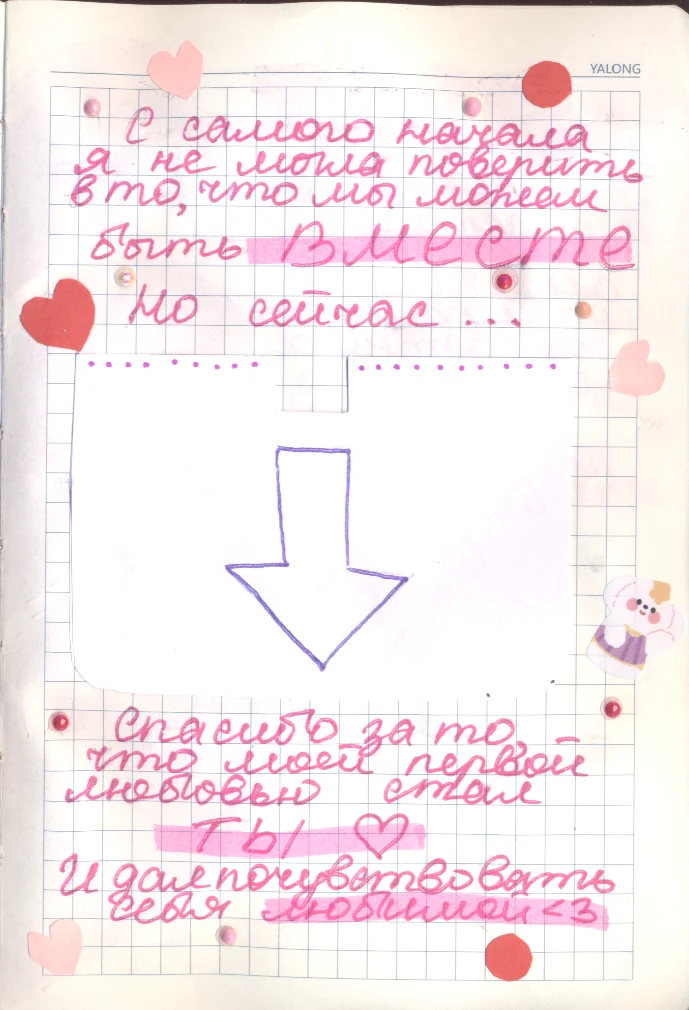 YALONG
С самого начала
я не могла поверить
в то, что мы можем
быть вместе
Но сейчас...
Спасибо за то,
что моей первой
любовью стал
ты ♡
И дал почувствовать
себя любимой <3